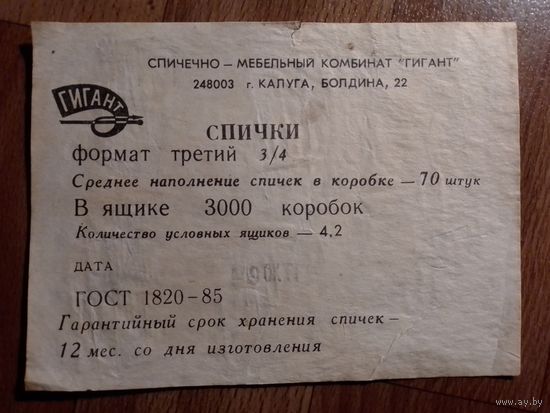 СПИЧЕЧНО — МЕБЕЛЬНЫЙ КОМБИНАТ "ГИГАНТ"
248003 г. КАЛУГА, БОЛДИНА, 22
ГИГАНТ
СПИЧКИ
формат третий 3/4
Среднее наполнение спичек в коробке — 70 штук
В ящике 3000 коробок
Количество условных ящиков — 4,2
ДАТА
ГОСТ 1820-85
Гарантийный срок хранения спичек —
12 мес. со дня изготовления
www.ay.by